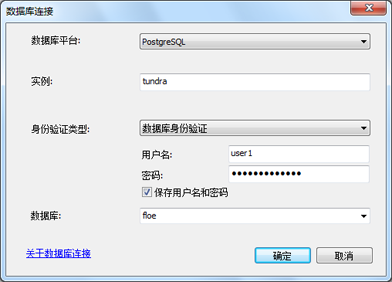 数据库连接
数据库平台: PostgreSQL
实例: tundra
身份验证类型: 数据库身份验证
用户名: user1
密码: ●●●●●●●●●●●●●
保存用户名和密码
数据库: floe
关于数据库连接 确定 取消